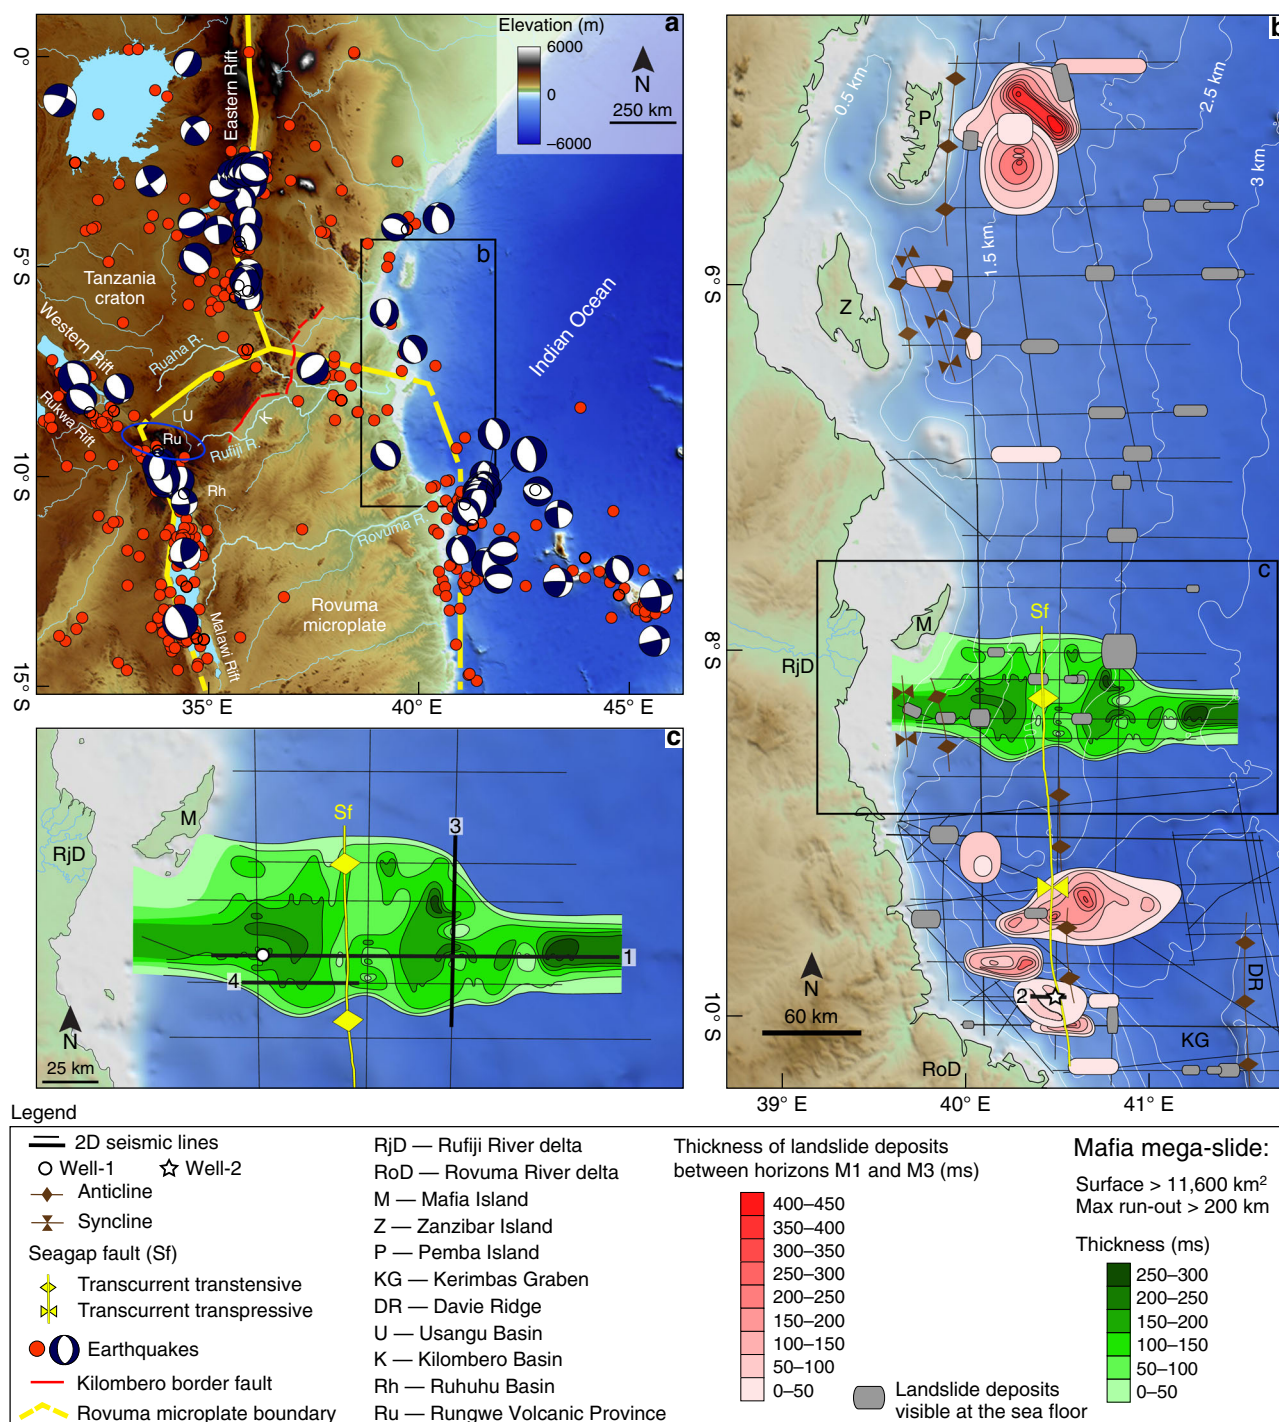 Elevation (m)
6000
0
−6000
a
N
250 km
0°
5° S
10° S
15° S
35° E
40° E
45° E
Eastern Rift
Tanzania
craton
Western Rift
Rukwa Rift
Ruaha R.
U
Ru
K
Rufiji R.
Rh
Rovuma R.
Rovuma
microplate
Malawi Rift
Indian Ocean
b
b
0.5 km
1.5 km
2.5 km
3 km
P
Z
M
RjD
Sf
c
2
DR
KG
RoD
N
60 km
9° S
8° S
10° S
39° E
40° E
41° E
c
M
RjD
Sf
3
1
4
N
25 km
Legend
2D seismic lines
Well-1
Well-2
Anticline
Syncline
Seagap fault (Sf)
Transcurrent transtensive
Transcurrent transpressive
Earthquakes
Kilombero border fault
Rovuma microplate boundary
RjD — Rufiji River delta
RoD — Rovuma River delta
M — Mafia Island
Z — Zanzibar Island
P — Pemba Island
KG — Kerimbas Graben
DR — Davie Ridge
U — Usangu Basin
K — Kilombero Basin
Rh — Ruhuhu Basin
Ru — Rungwe Volcanic Province
Thickness of landslide deposits
between horizons M1 and M3 (ms)
400–450
350–400
300–350
250–300
200–250
150–200
100–150
50–100
0–50
Landslide deposits
visible at the sea floor
Mafia mega-slide:
Surface > 11,600 km²
Max run-out > 200 km
Thickness (ms)
250–300
200–250
150–200
100–150
50–100
0–50